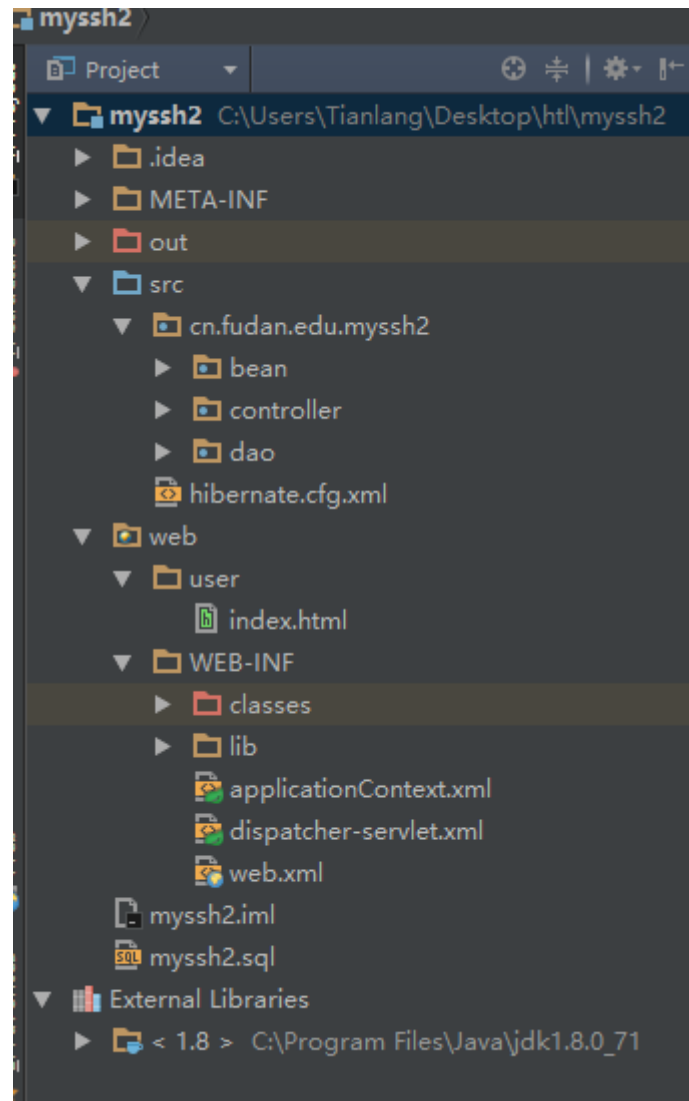 myssh2
Project
myssh2 C:\Users\Tianlang\Desktop\htl\myssh2
.idea
META-INF
out
src
cn.fudan.edu.myssh2
bean
controller
dao
hibernate.cfg.xml
web
user
index.html
WEB-INF
classes
lib
applicationContext.xml
dispatcher-servlet.xml
web.xml
myssh2.iml
myssh2.sql
External Libraries
< 1.8 > C:\Program Files\Java\jdk1.8.0_71